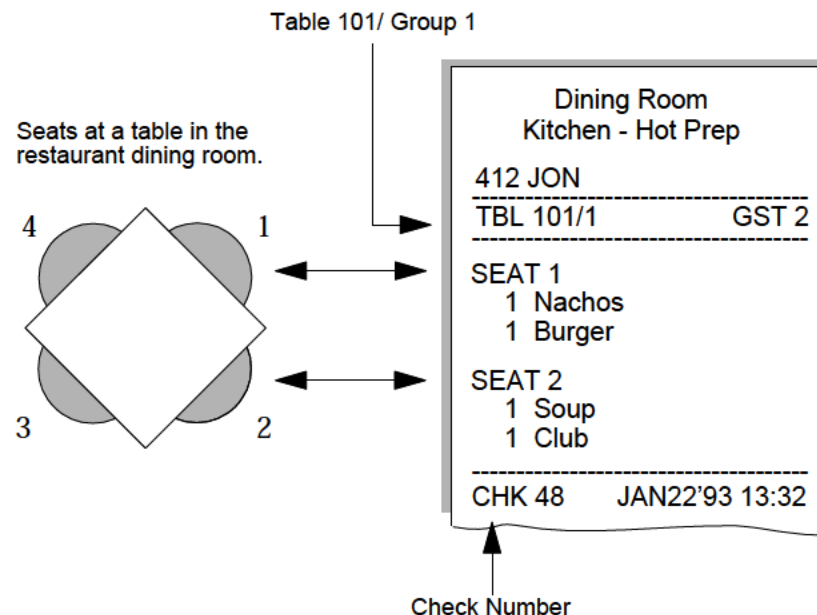 Table 101/ Group 1
Seats at a table in the
restaurant dining room.
4
1
3
2
Dining Room
Kitchen - Hot Prep
412 JON
TBL 101/1 GST 2
SEAT 1
1 Nachos
1 Burger
SEAT 2
1 Soup
1 Club
CHK 48 JAN22'93 13:32
Check Number